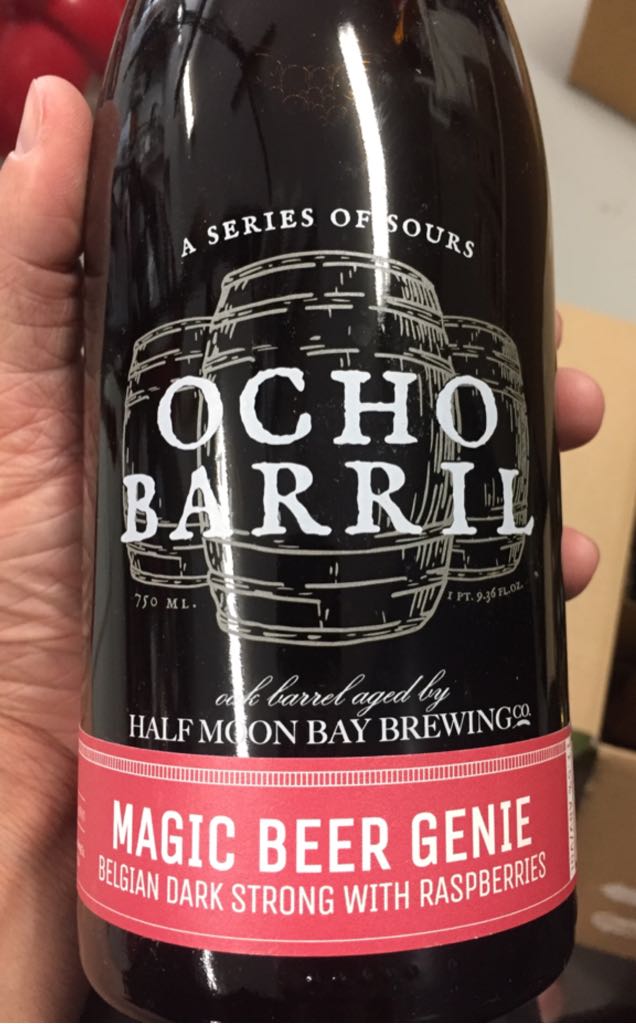 A SERIES OF SOURS
OCHO
BARRIL
750 ML.
1 PT. 9.36 FL.OZ.
oak barrel aged by
HALF MOON BAY BREWING CO.
MAGIC BEER GENIE
BELGIAN DARK STRONG WITH RASPBERRIES